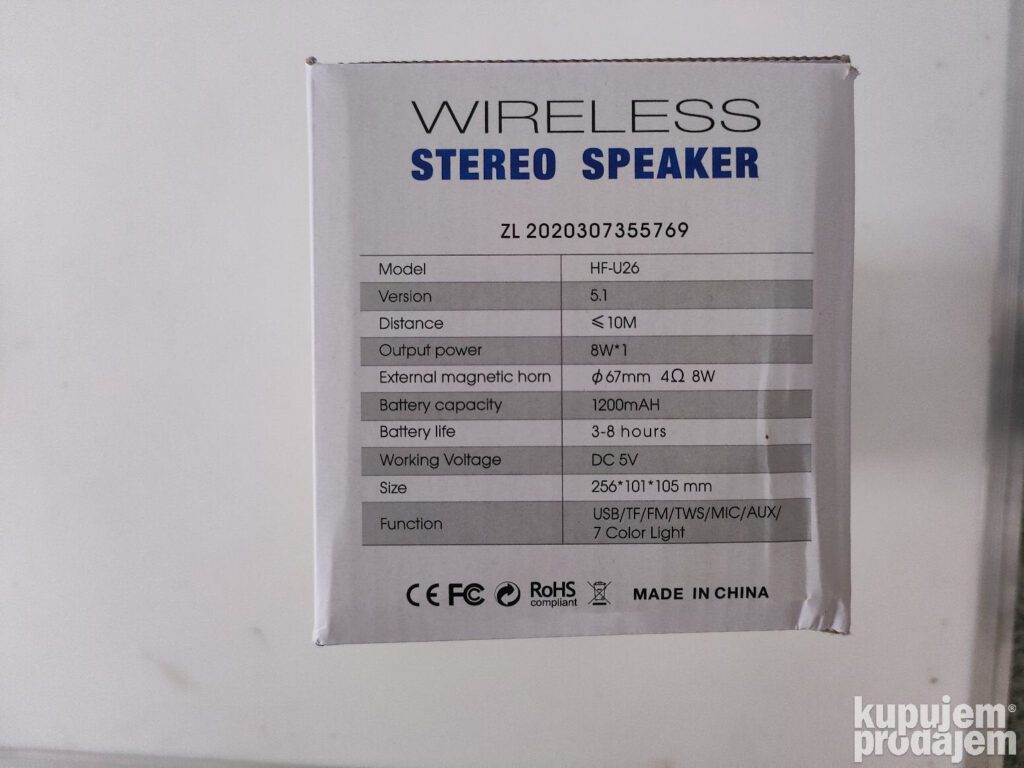 WIRELESS
STEREO SPEAKER
ZL 2020307355769
Model HF-U26
Version 5.1
Distance ⩽10M
Output power 8W*1
External magnetic horn ϕ67mm 4Ω 8W
Battery capacity 1200mAH
Battery life 3-8 hours
Working Voltage DC 5V
Size 256*101*105 mm
Function USB/TF/FM/TWS/MIC/AUX/
7 Color Light
CE FC RoHS MADE IN CHINA
compliant
kupujem®
prodajem